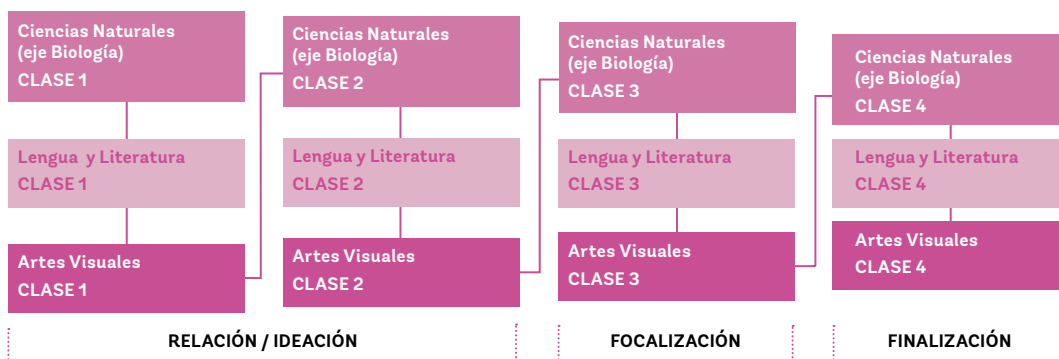 Ciencias Naturales
(eje Biología)
CLASE 1
Lengua y Literatura
CLASE 1
Artes Visuales
CLASE 1
Ciencias Naturales
(eje Biología)
CLASE 2
Lengua y Literatura
CLASE 2
Artes Visuales
CLASE 2
Ciencias Naturales
(eje Biología)
CLASE 3
Lengua y Literatura
CLASE 3
Artes Visuales
CLASE 3
Ciencias Naturales
(eje Biología)
CLASE 4
Lengua y Literatura
CLASE 4
Artes Visuales
CLASE 4
RELACIÓN / IDEACIÓN
FOCALIZACIÓN
FINALIZACIÓN